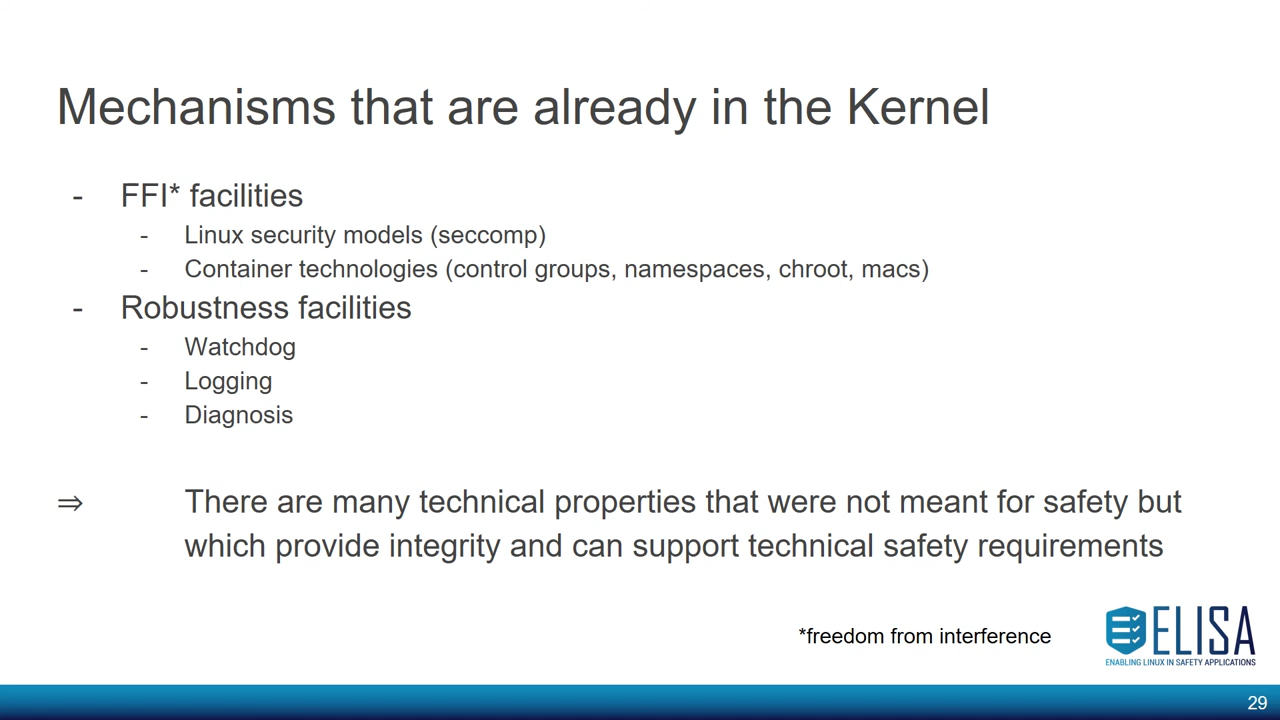 Mechanisms that are already in the Kernel
- FFI* facilities
- Linux security models (seccomp)
- Container technologies (control groups, namespaces, chroot, macs)
- Robustness facilities
- Watchdog
- Logging
- Diagnosis
⇒ There are many technical properties that were not meant for safety but
which provide integrity and can support technical safety requirements
*freedom from interference
ELISA
ENABLING LINUX IN SAFETY APPLICATIONS
29